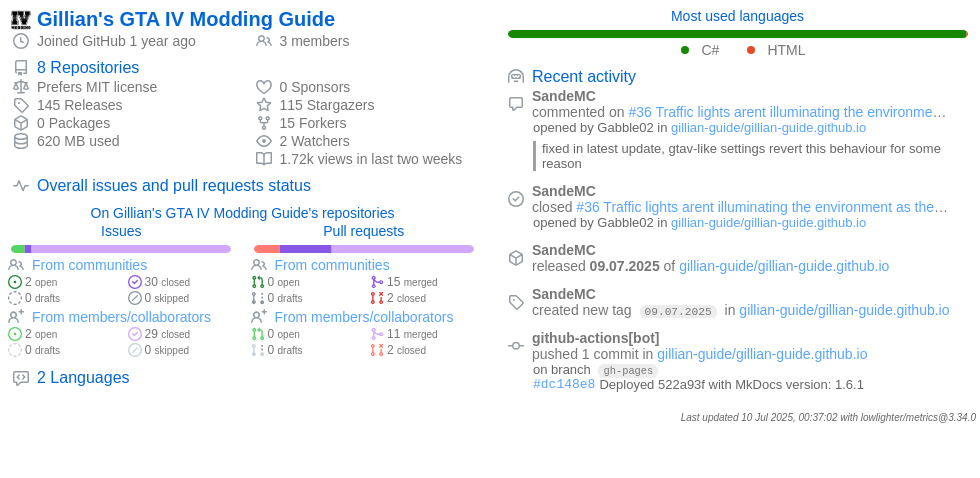 Gillian's GTA IV Modding Guide
Joined GitHub 1 year ago
3 members
8 Repositories
Prefers MIT license
145 Releases
0 Packages
620 MB used
0 Sponsors
115 Stargazers
15 Forkers
2 Watchers
1.72k views in last two weeks
Overall issues and pull requests status
On Gillian's GTA IV Modding Guide's repositories
Issues
From communities
2 open
30 closed
0 drafts
0 skipped
From members/collaborators
2 open
29 closed
0 drafts
0 skipped
Pull requests
From communities
0 open
15 merged
0 drafts
2 closed
From members/collaborators
0 open
11 merged
0 drafts
2 closed
2 Languages
Most used languages
C#
HTML
Recent activity
SandeMC
commented on #36 Traffic lights arent illuminating the environme…
opened by Gabble02 in gillian-guide/gillian-guide.github.io
fixed in latest update, gtav-like settings revert this behaviour for some
reason
SandeMC
closed #36 Traffic lights arent illuminating the environment as the…
opened by Gabble02 in gillian-guide/gillian-guide.github.io
SandeMC
released 09.07.2025 of gillian-guide/gillian-guide.github.io
SandeMC
created new tag 09.07.2025 in gillian-guide/gillian-guide.github.io
github-actions[bot]
pushed 1 commit in gillian-guide/gillian-guide.github.io
on branch gh-pages
#dc148e8 Deployed 522a93f with MkDocs version: 1.6.1
Last updated 10 Jul 2025, 00:37:02 with lowlighter/metrics@3.34.0